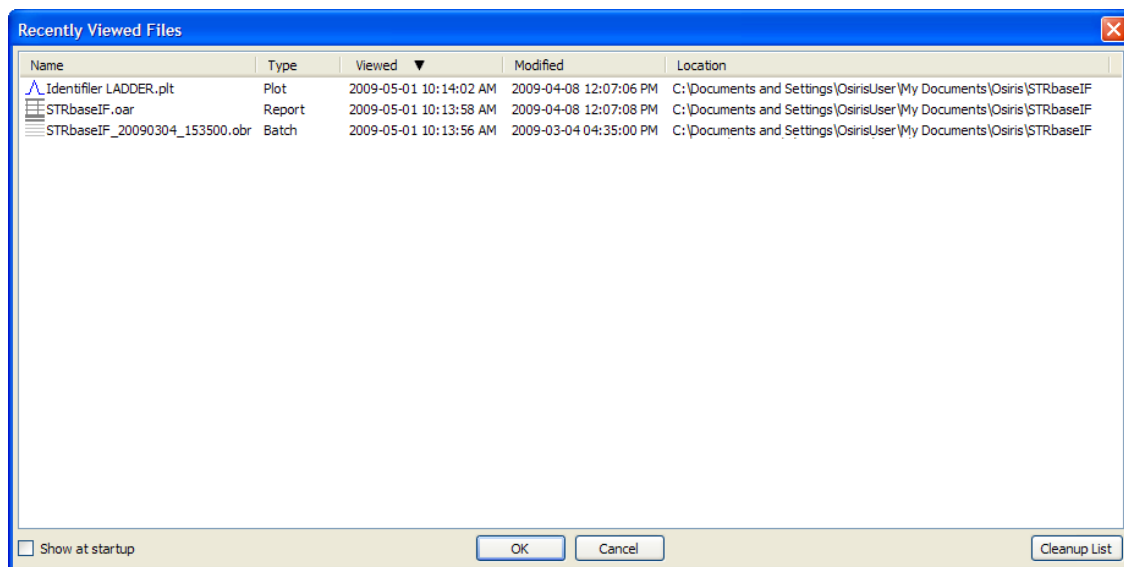 Recently Viewed Files
Name Type Viewed ▼ Modified Location
Identifiler LADDER.plt Plot 2009-05-01 10:14:02 AM 2009-04-08 12:07:06 PM C:\Documents and Settings\OsirisUser\My Documents\Osiris\STRbaseIF
STRbaseIF.oar Report 2009-05-01 10:13:58 AM 2009-04-08 12:07:08 PM C:\Documents and Settings\OsirisUser\My Documents\Osiris\STRbaseIF
STRbaseIF_20090304_153500.obr Batch 2009-05-01 10:13:56 AM 2009-03-04 04:35:00 PM C:\Documents and Settings\OsirisUser\My Documents\Osiris\STRbaseIF
Show at startup OK Cancel Cleanup List